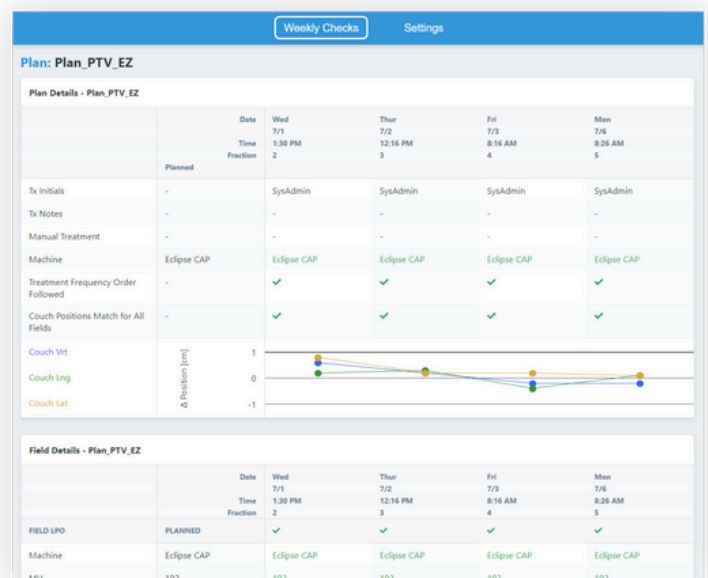 Weekly Checks Settings
Plan: Plan_PTV_EZ
Plan Details - Plan_PTV_EZ
Date Wed Thur Fri Mon
7/1 7/2 7/3 7/6
Time 1:30 PM 12:16 PM 8:16 AM 8:26 AM
Fraction 2 3 4 5
Planned
Tx Initials - SysAdmin SysAdmin SysAdmin SysAdmin
Tx Notes - - - - -
Manual Treatment - - - - -
Machine Eclipse CAP Eclipse CAP Eclipse CAP Eclipse CAP Eclipse CAP
Treatment Frequency Order -
Followed
Couch Positions Match for All -
Fields
Couch Vrt
Couch Lng
Couch Lat
Δ Position [cm]
1
0
-1
Field Details - Plan_PTV_EZ
Date Wed Thur Fri Mon
7/1 7/2 7/3 7/6
Time 1:30 PM 12:16 PM 8:16 AM 8:26 AM
Fraction 2 3 4 5
FIELD LPO PLANNED
Machine Eclipse CAP Eclipse CAP Eclipse CAP Eclipse CAP Eclipse CAP